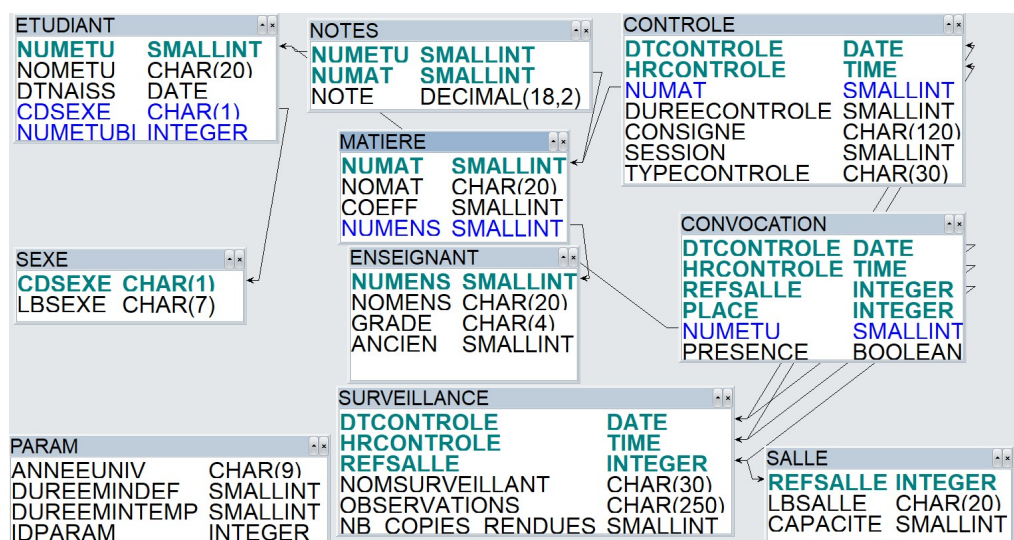 ETUDIANT
NUMETU SMALLINT
NOMETU CHAR(20)
DTNAISS DATE
CDSEXE CHAR(1)
NUMETUBI INTEGER
NOTES
NUMETU SMALLINT
NUMAT SMALLINT
NOTE DECIMAL(18,2)
CONTROLE
DTCONTROLE DATE
HRCONTROLE TIME
NUMAT SMALLINT
DUREECONTROLE SMALLINT
CONSIGNE CHAR(120)
SESSION SMALLINT
TYPECONTROLE CHAR(30)
MATIERE
NUMAT SMALLINT
NOMAT CHAR(20)
COEFF SMALLINT
NUMENS SMALLINT
CONVOCATION
DTCONTROLE DATE
HRCONTROLE TIME
REFSALLE INTEGER
PLACE INTEGER
NUMETU SMALLINT
PRESENCE BOOLEAN
SEXE
CDSEXE CHAR(1)
LBSEXE CHAR(7)
ENSEIGNANT
NUMENS SMALLINT
NOMENS CHAR(20)
GRADE CHAR(4)
ANCIEN SMALLINT
SURVEILLANCE
DTCONTROLE DATE
HRCONTROLE TIME
REFSALLE INTEGER
NOMSURVEILLANT CHAR(30)
OBSERVATIONS CHAR(250)
NB_COPIES_RENDUES SMALLINT
PARAM
ANNEEUNIV CHAR(9)
DUREEMINDEF SMALLINT
DUREEMINTEMP SMALLINT
IDPARAM INTEGER
SALLE
REFSALLE INTEGER
LBSALLE CHAR(20)
CAPACITE SMALLINT